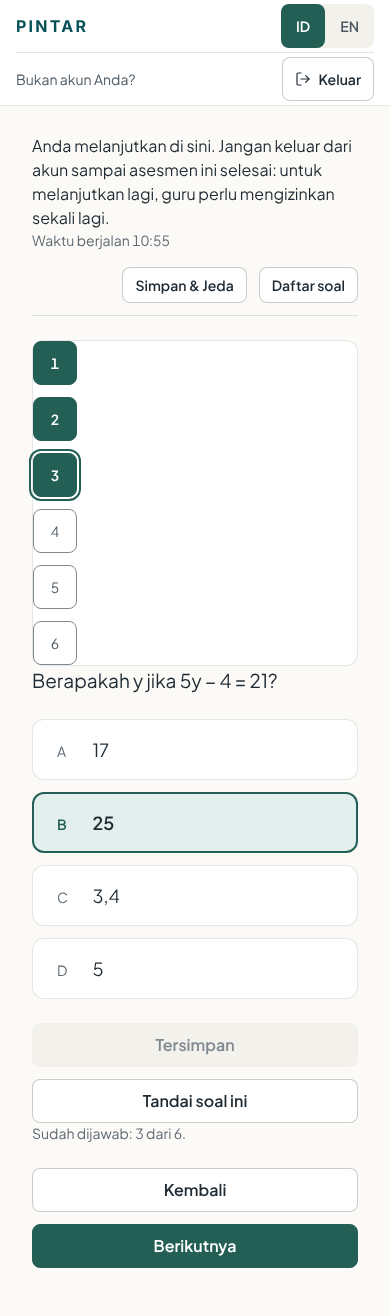 PINTAR
ID EN
Bukan akun Anda?
Keluar
Anda melanjutkan di sini. Jangan keluar dari
akun sampai asesmen ini selesai: untuk
melanjutkan lagi, guru perlu mengizinkan
sekali lagi.
Waktu berjalan 10:55
Simpan & Jeda
Daftar soal
1
2
3
4
5
6
Berapakah y jika 5y − 4 = 21?
A 17
B 25
C 3,4
D 5
Tersimpan
Tandai soal ini
Sudah dijawab: 3 dari 6.
Kembali
Berikutnya